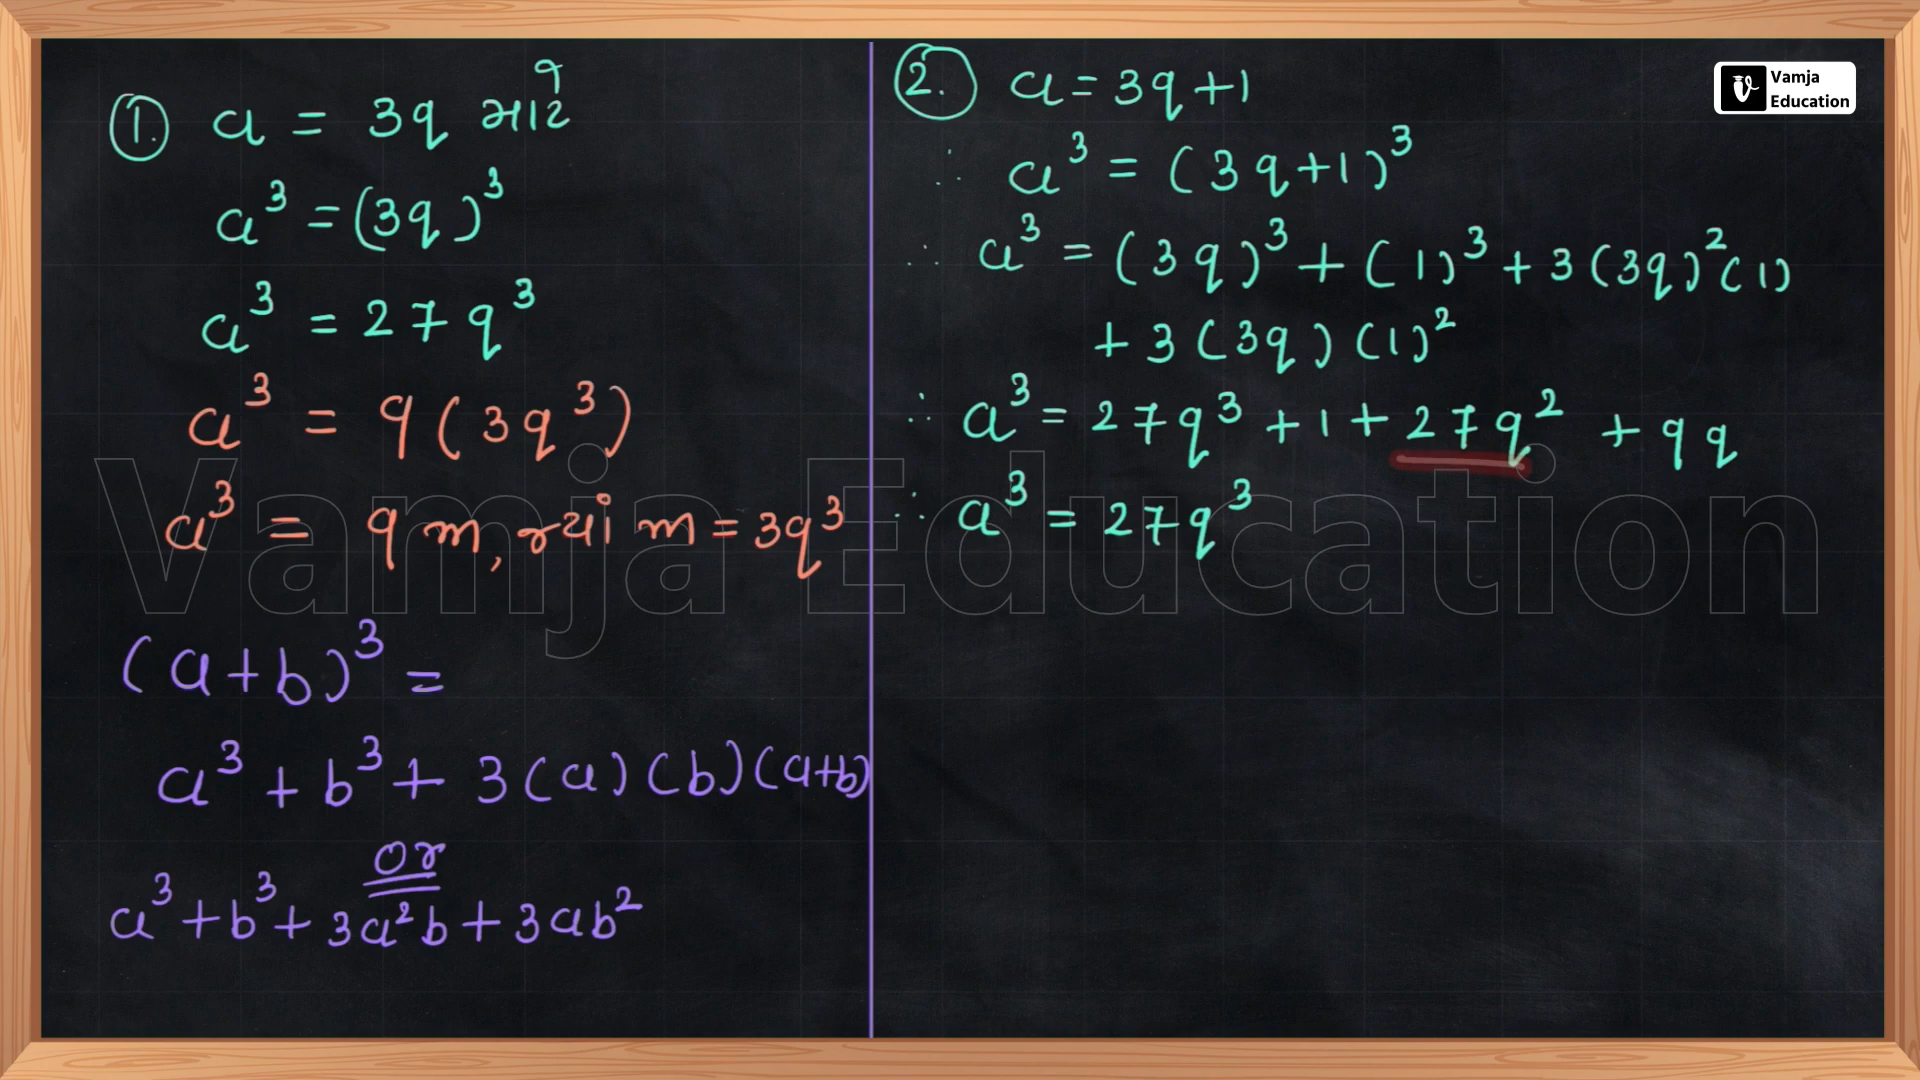 1. a = 3q માટે
a³ = (3q)³
a³ = 27q³
a³ = 9(3q³)
a³ = 9m, જ્યાં m = 3q³
(a+b)³ =
a³ + b³ + 3(a)(b)(a+b)
or
a³ + b³ + 3a²b + 3ab²
2. a = 3q + 1
∴ a³ = (3q+1)³
∴ a³ = (3q)³ + (1)³ + 3(3q)²(1)
+ 3(3q)(1)²
∴ a³ = 27q³ + 1 + 27q² + 9q
∴ a³ = 27q³
Vamja
Education
Vamja Education